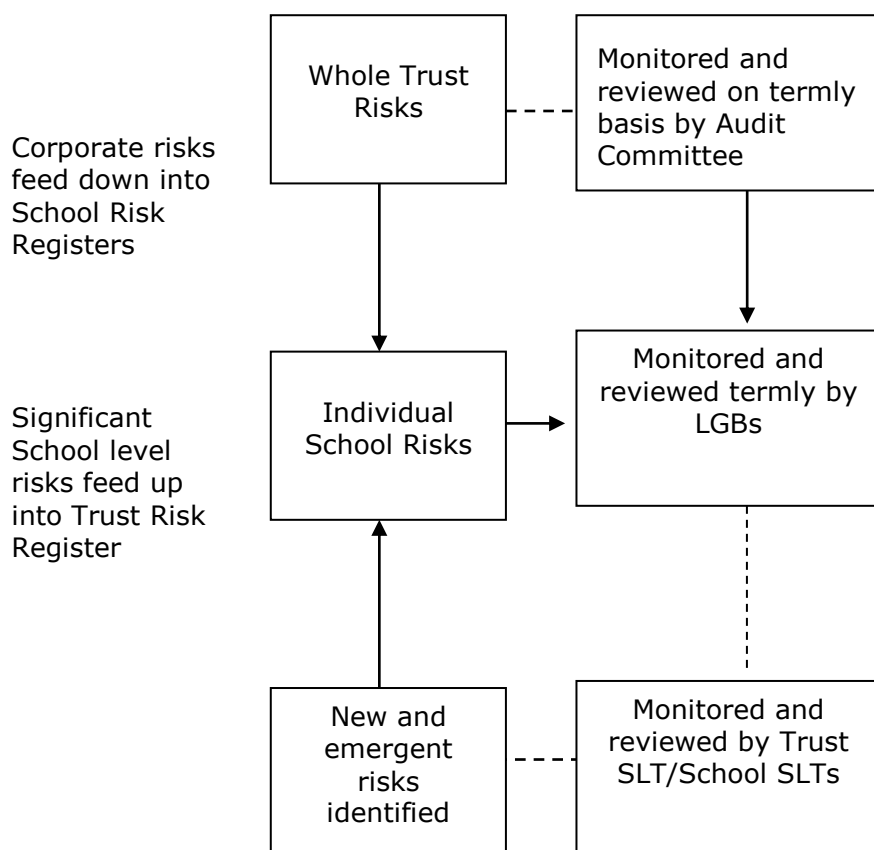 Whole Trust
Risks
Monitored and
reviewed on termly
basis by Audit
Committee
Corporate risks
feed down into
School Risk
Registers
Individual
School Risks
Monitored and
reviewed termly by
LGBs
Significant
School level
risks feed up
into Trust Risk
Register
New and
emergent
risks
identified
Monitored and
reviewed by Trust
SLT/School SLTs